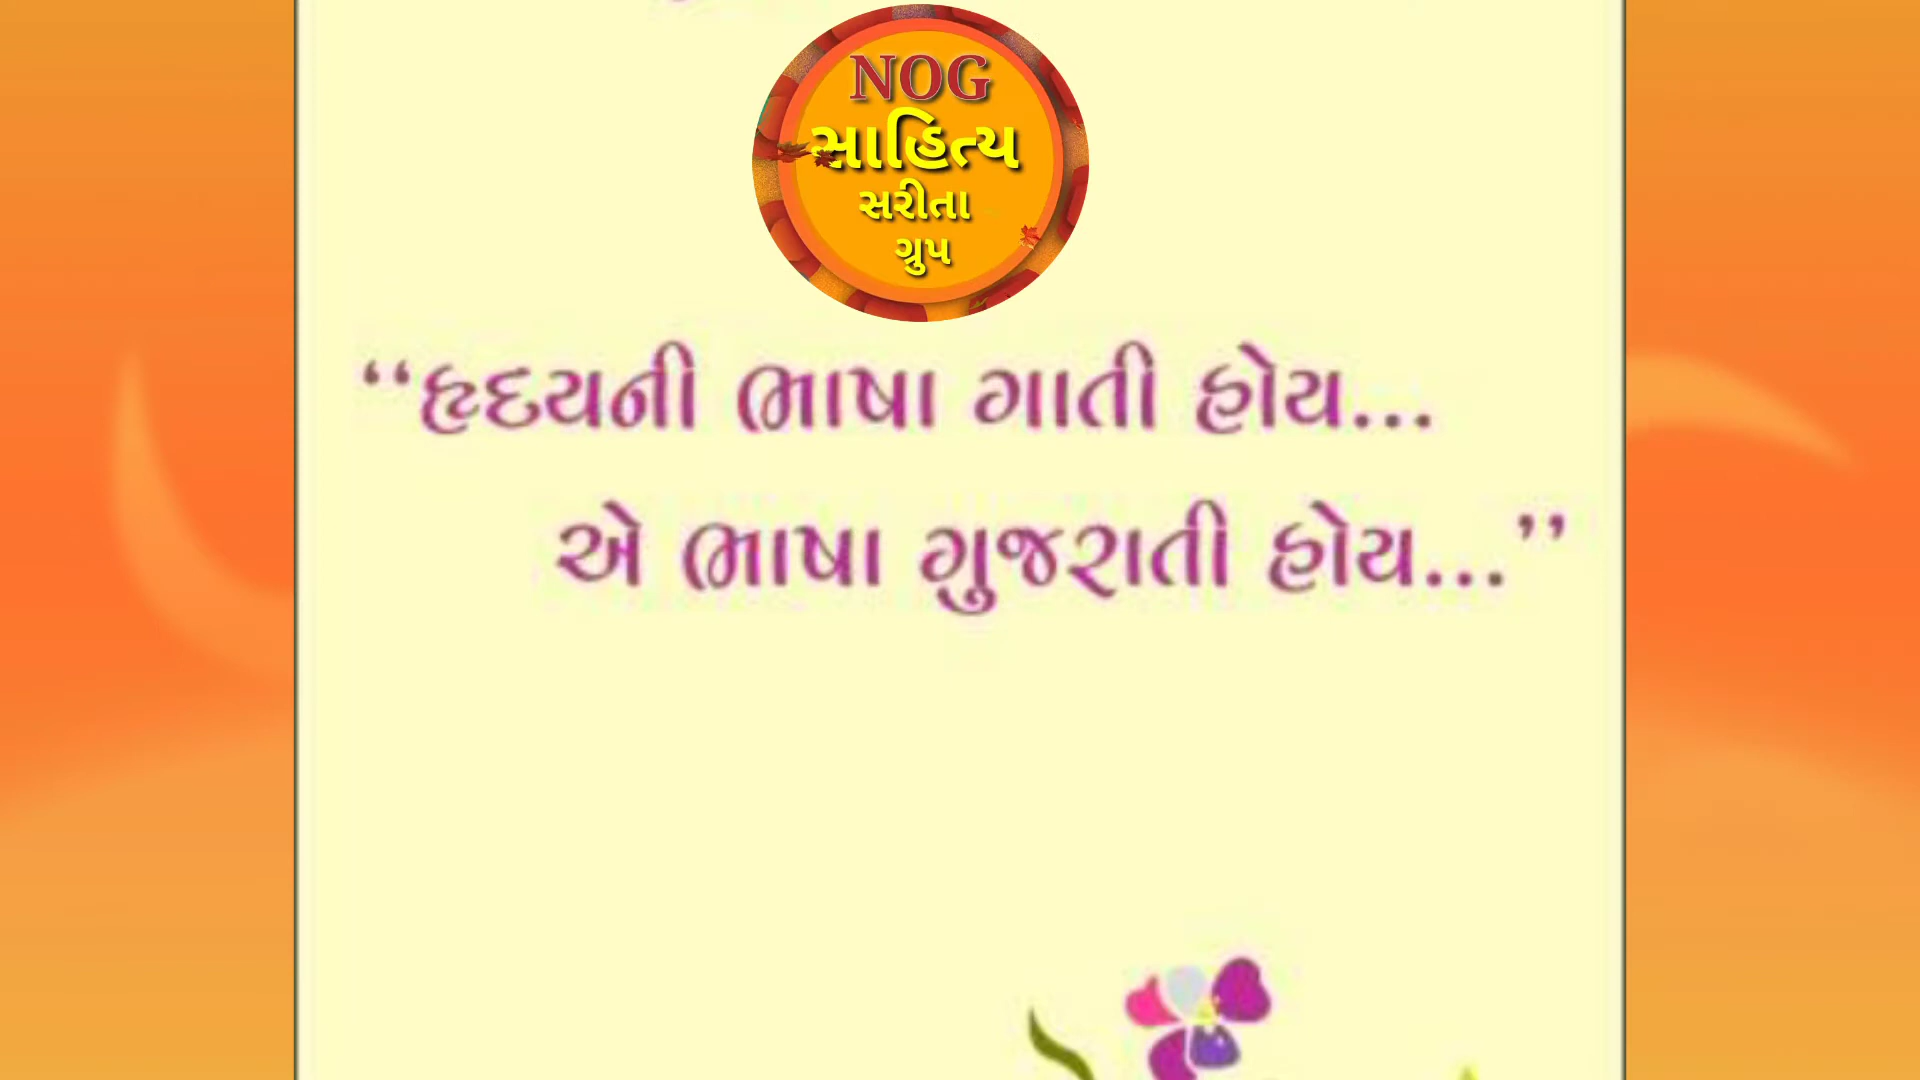 NOG
સાહિત્ય
સરીતા
ગ્રુપ
“હૃદયની ભાષા ગાતી હોય...
એ ભાષા ગુજરાતી હોય...”